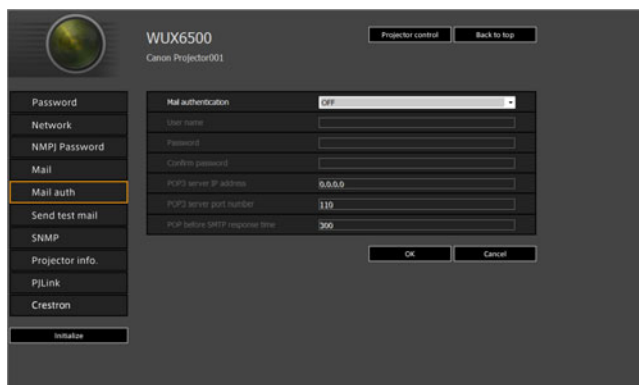 WUX6500
Projector control
Back to top
Canon Projector001
Password
Network
NMPJ Password
Mail
Mail auth
Send test mail
SNMP
Projector info.
PJLink
Crestron
Initialize
Mail authentication OFF
User name
Password
Confirm password
POP3 server IP address 0.0.0.0
POP3 server port number 110
POP before SMTP response time 300
OK
Cancel